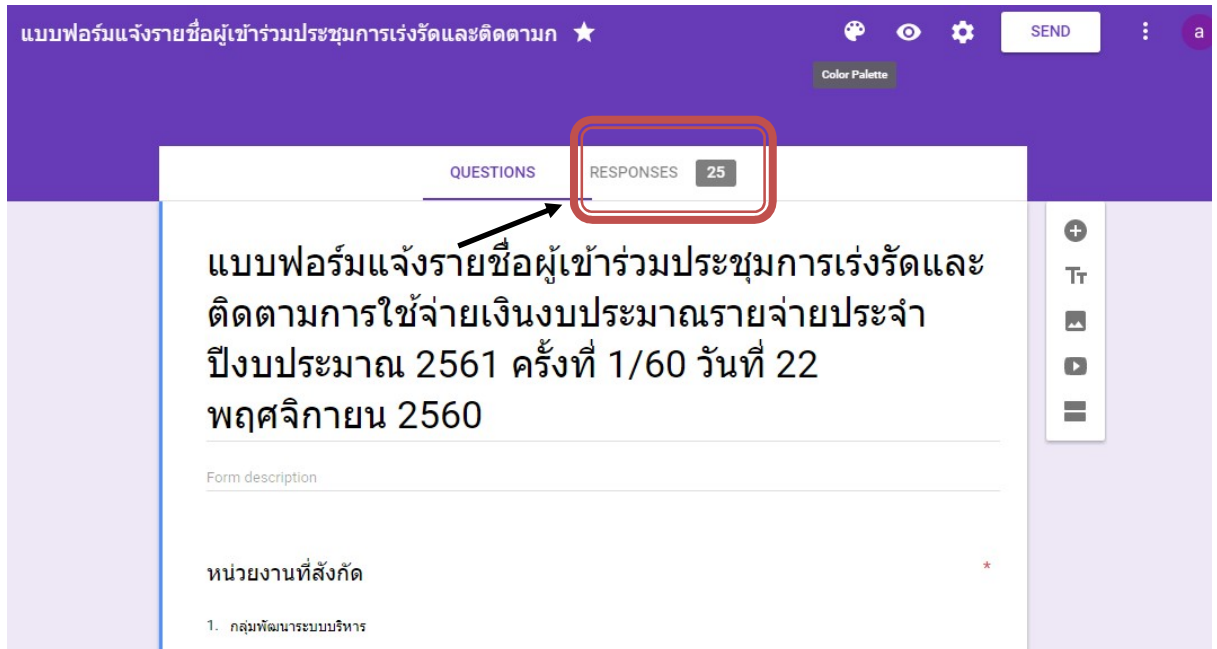 แบบฟอร์มแจ้งรายชื่อผู้เข้าร่วมประชุมการเร่งรัดและติดตามก
SEND
a
Color Palette
QUESTIONS
RESPONSES 25
แบบฟอร์มแจ้งรายชื่อผู้เข้าร่วมประชุมการเร่งรัดและ
ติดตามการใช้จ่ายเงินงบประมาณรายจ่ายประจำ
ปีงบประมาณ 2561 ครั้งที่ 1/60 วันที่ 22
พฤศจิกายน 2560
Form description
หน่วยงานที่สังกัด *
1. กลุ่มพัฒนาระบบบริหาร